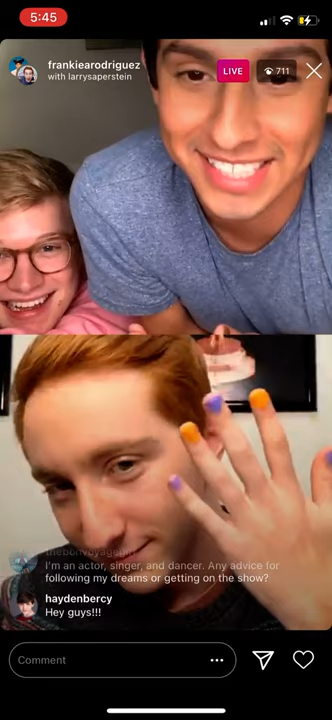 5:45
frankiearodriguez
with larrysaperstein
LIVE
711
I'm an actor, singer, and dancer. Any advice for
following my dreams or getting on the show?
haydenbercy
Hey guys!!!
Comment